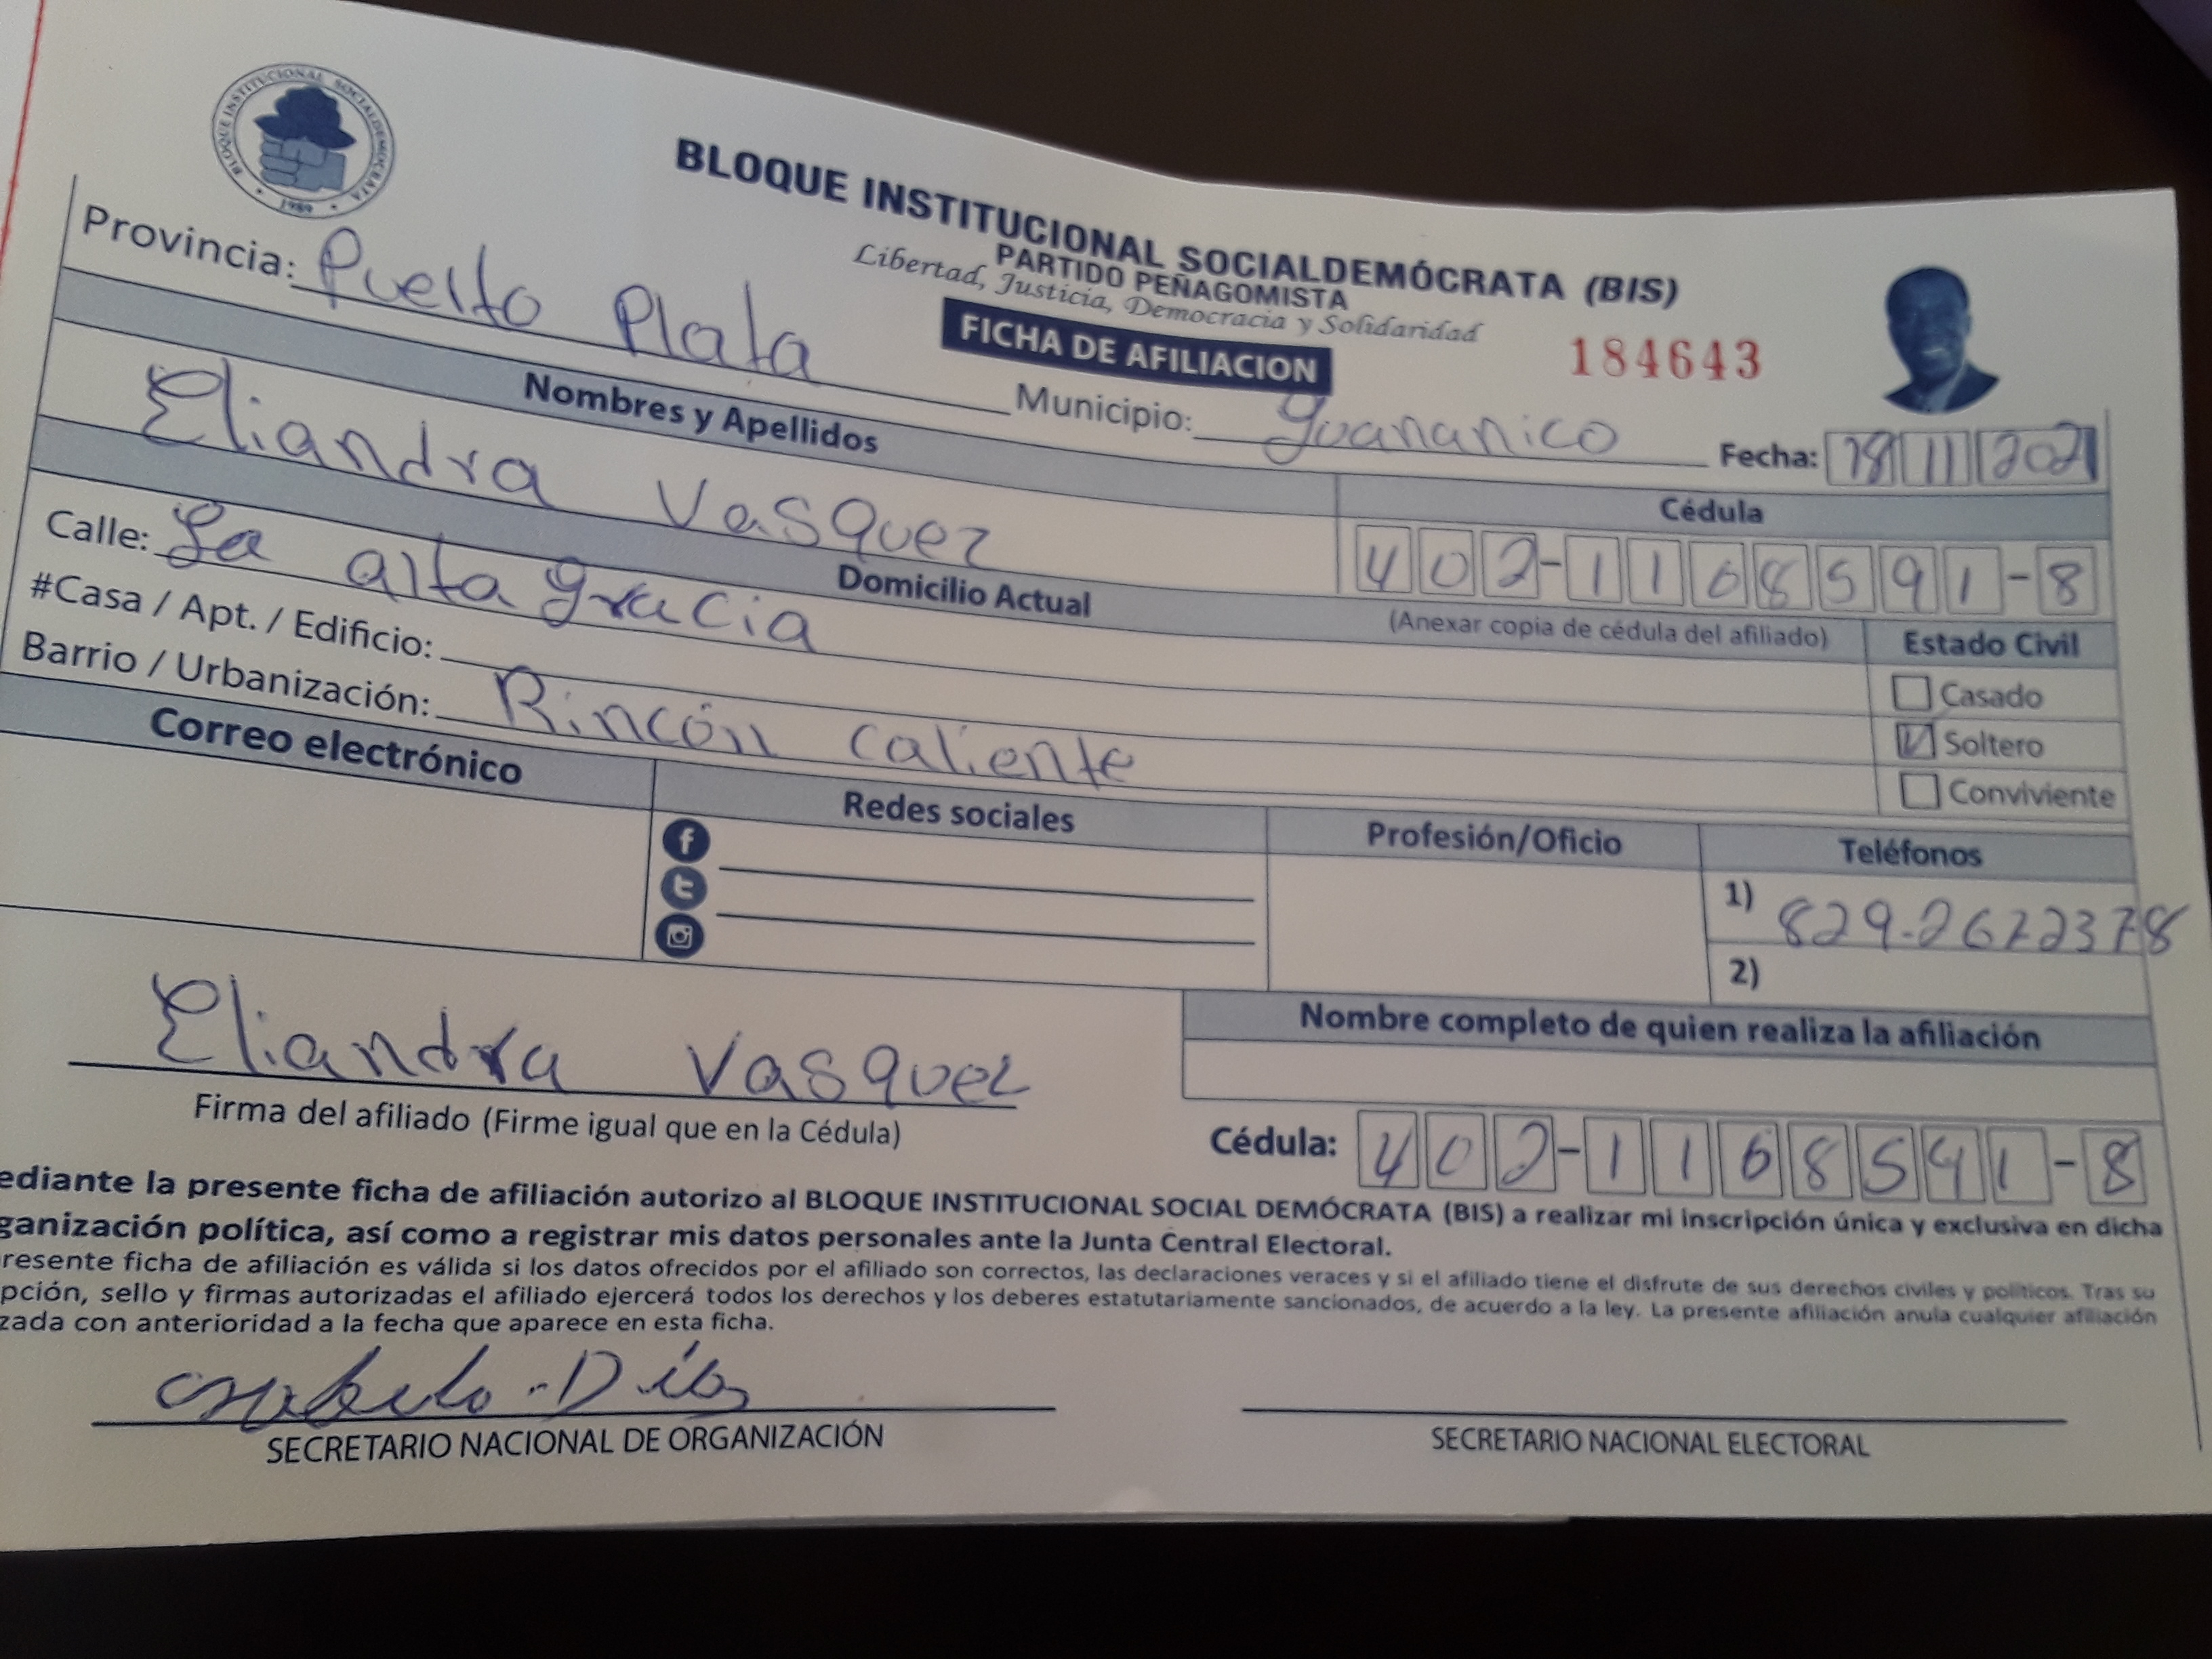 BLOQUE INSTITUCIONAL SOCIALDEMOCRATA
1989
BLOQUE INSTITUCIONAL SOCIALDEMÓCRATA (BIS)
PARTIDO PEÑAGOMISTA
Libertad, Justicia, Democracia y Solidaridad
FICHA DE AFILIACION
184643
Provincia: Puerto Plata Municipio: guananico Fecha: 18 11 2021
Nombres y Apellidos Cédula
Eliandra Vasquez 402-1168591-8
Domicilio Actual (Anexar copia de cédula del afiliado) Estado Civil
Calle: La altagracia
#Casa / Apt. / Edificio:
Barrio / Urbanización: Rincón caliente
Casado
Soltero
Conviviente
Correo electrónico Redes sociales Profesión/Oficio Teléfonos
1) 829-2672378
2)
Eliandra Vasquez
Firma del afiliado (Firme igual que en la Cédula)
Nombre completo de quien realiza la afiliación
Cédula: 402-1168591-8
ediante la presente ficha de afiliación autorizo al BLOQUE INSTITUCIONAL SOCIAL DEMÓCRATA (BIS) a realizar mi inscripción única y exclusiva en dicha
ganización política, así como a registrar mis datos personales ante la Junta Central Electoral.
resente ficha de afiliación es válida si los datos ofrecidos por el afiliado son correctos, las declaraciones veraces y si el afiliado tiene el disfrute de sus derechos civiles y políticos. Tras su
pción, sello y firmas autorizadas el afiliado ejercerá todos los derechos y los deberes estatutariamente sancionados, de acuerdo a la ley. La presente afiliación anula cualquier afiliación
zada con anterioridad a la fecha que aparece en esta ficha.
SECRETARIO NACIONAL DE ORGANIZACIÓN SECRETARIO NACIONAL ELECTORAL